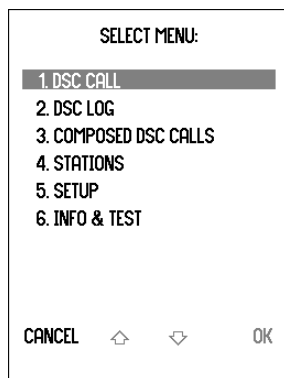 SELECT MENU:
1. DSC CALL
2. DSC LOG
3. COMPOSED DSC CALLS
4. STATIONS
5. SETUP
6. INFO & TEST
CANCEL OK